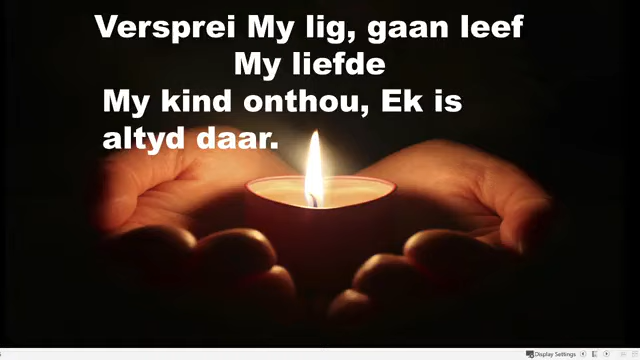 Versprei My lig, gaan leef
My liefde
My kind onthou, Ek is
altyd daar.
Display Settings